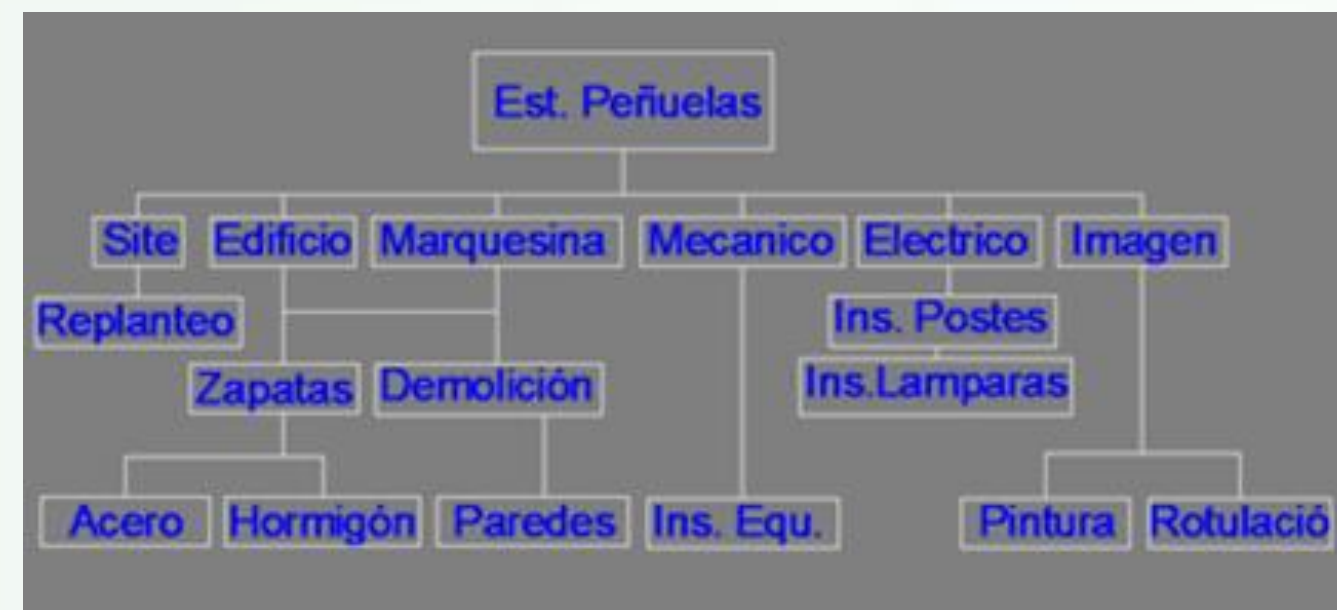 Est. Peñuelas
Site Edificio Marquesina Mecanico Electrico Imagen
Replanteo Ins. Postes
Zapatas Demolición Ins.Lamparas
Acero Hormigón Paredes Ins. Equ. Pintura Rotulació